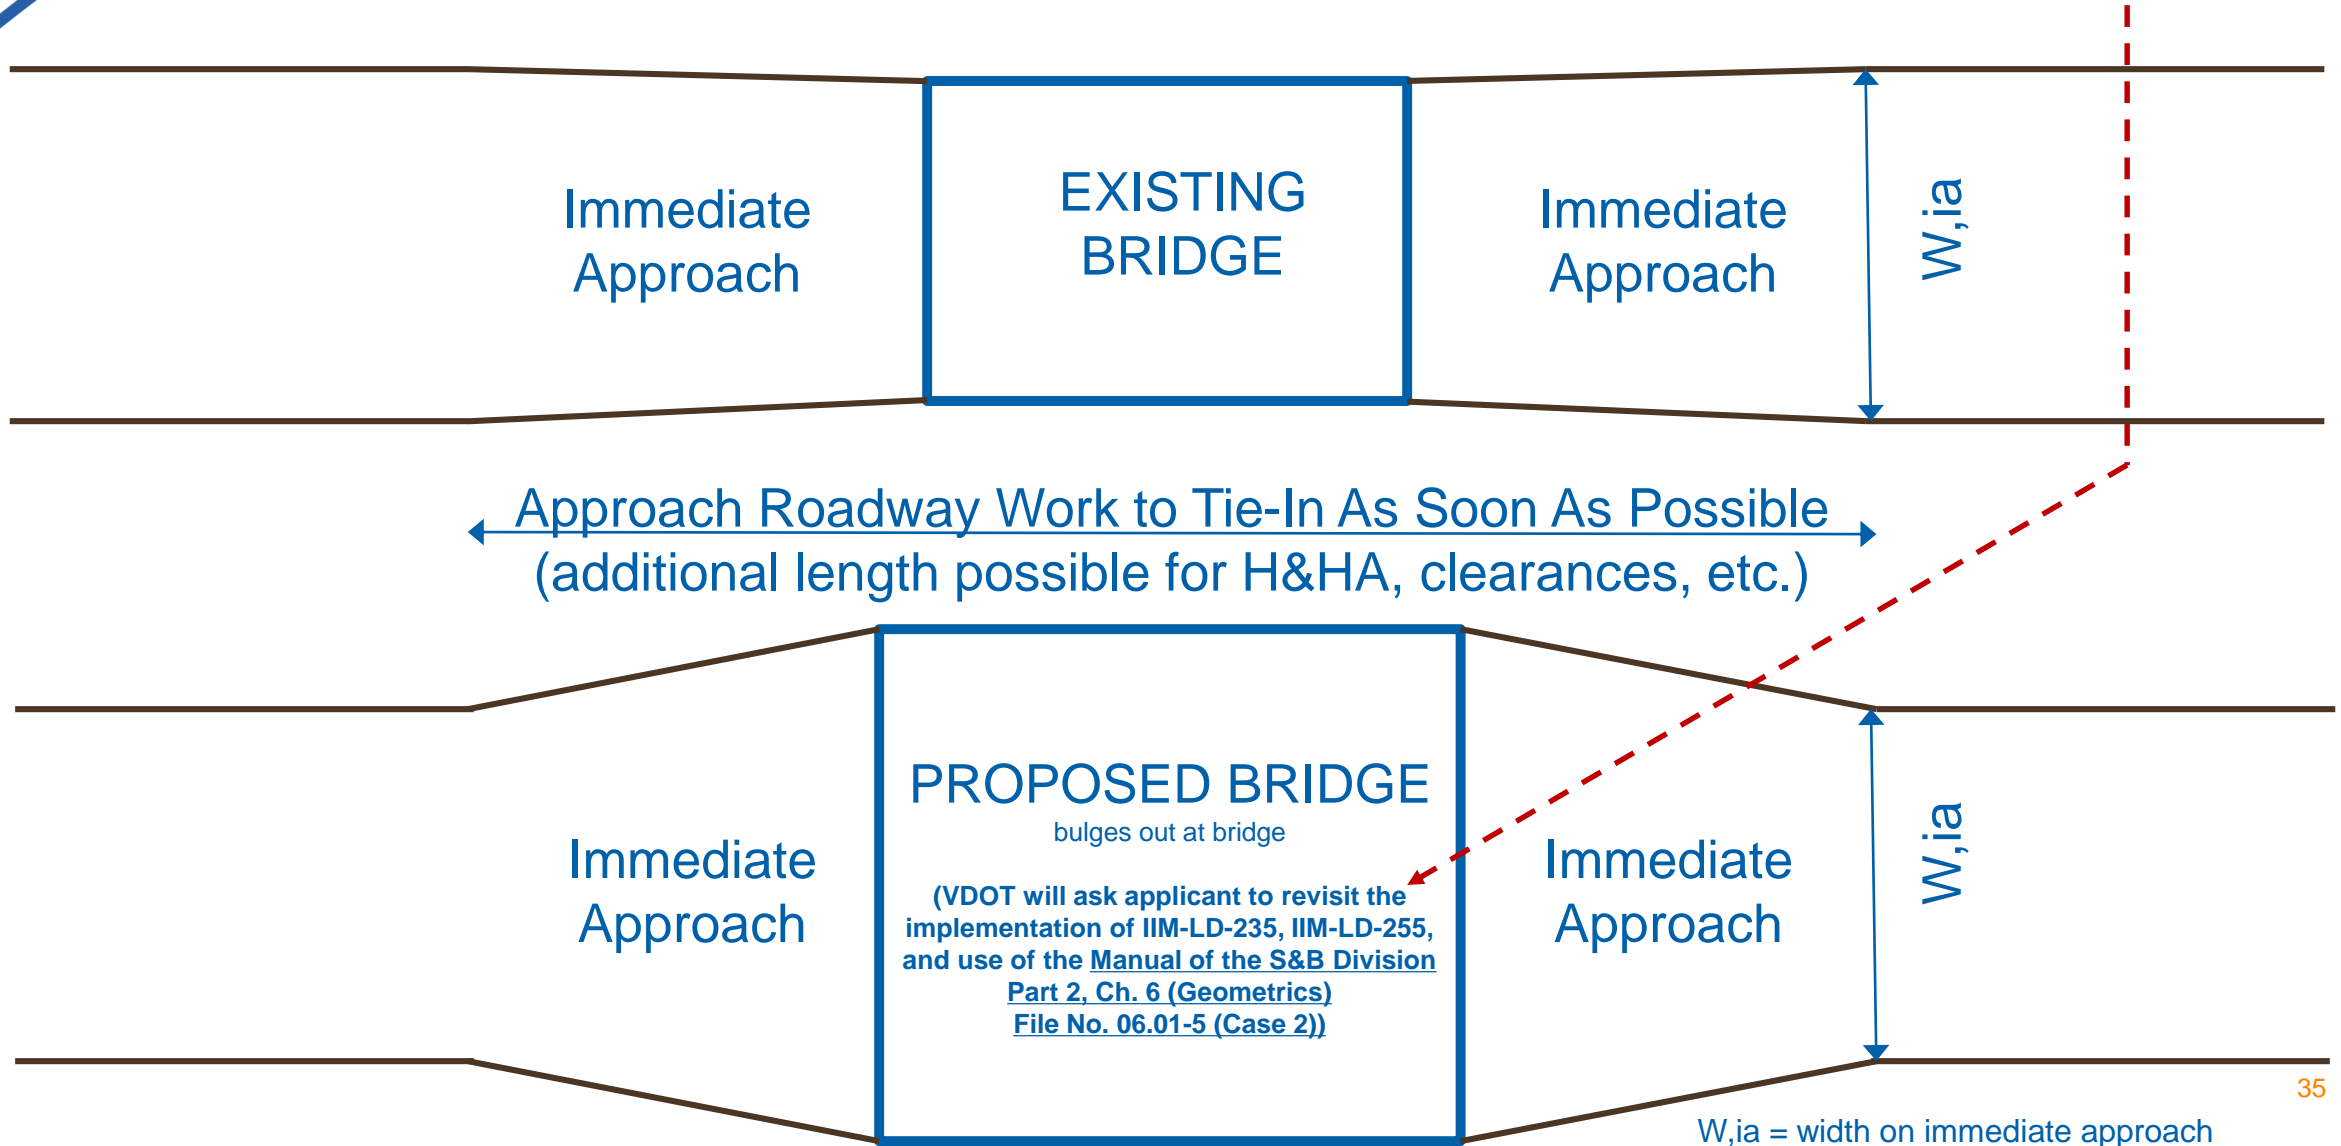 Immediate
Approach
EXISTING
BRIDGE
Immediate
Approach
W,ia
Approach Roadway Work to Tie-In As Soon As Possible
(additional length possible for H&HA, clearances, etc.)
Immediate
Approach
PROPOSED BRIDGE
bulges out at bridge
(VDOT will ask applicant to revisit the
implementation of IIM-LD-235, IIM-LD-255,
and use of the Manual of the S&B Division
Part 2, Ch. 6 (Geometrics)
File No. 06.01-5 (Case 2))
Immediate
Approach
W,ia
35
W,ia = width on immediate approach